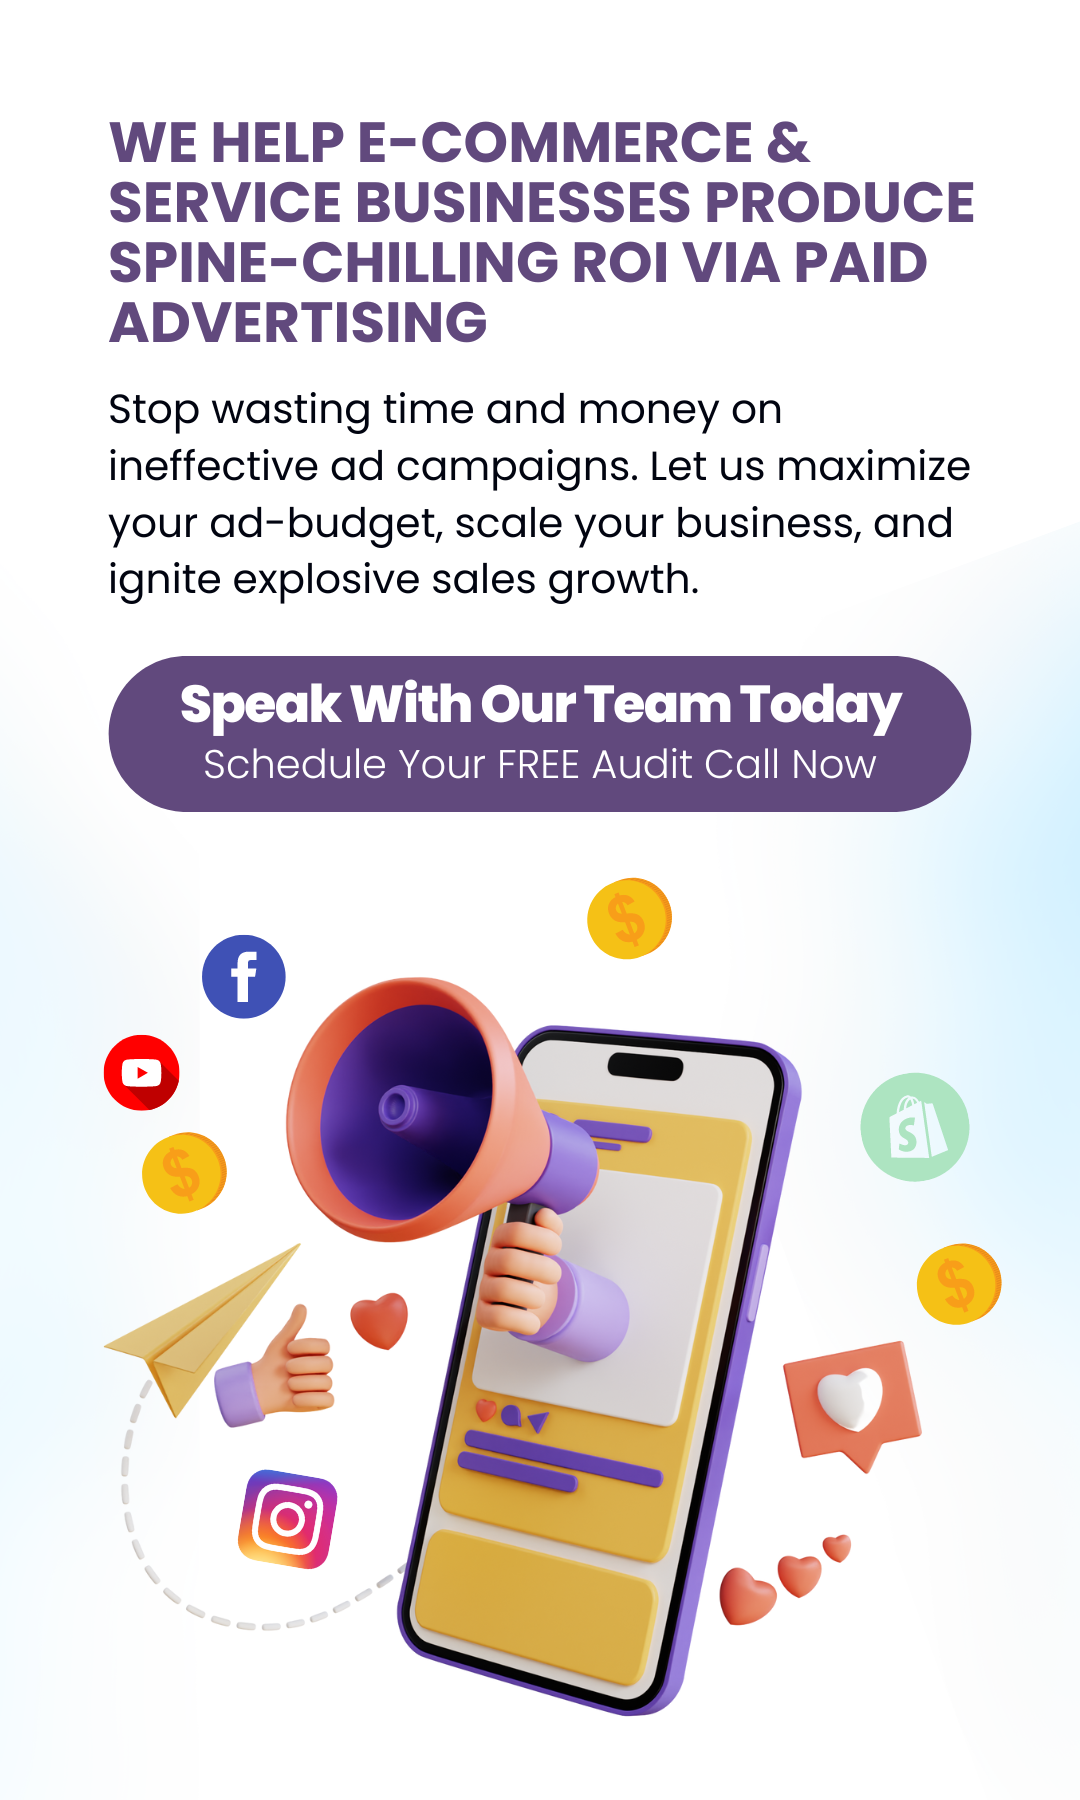 WE HELP E-COMMERCE &
SERVICE BUSINESSES PRODUCE
SPINE-CHILLING ROI VIA PAID
ADVERTISING
Stop wasting time and money on
ineffective ad campaigns. Let us maximize
your ad-budget, scale your business, and
ignite explosive sales growth.
Speak With Our Team Today
Schedule Your FREE Audit Call Now